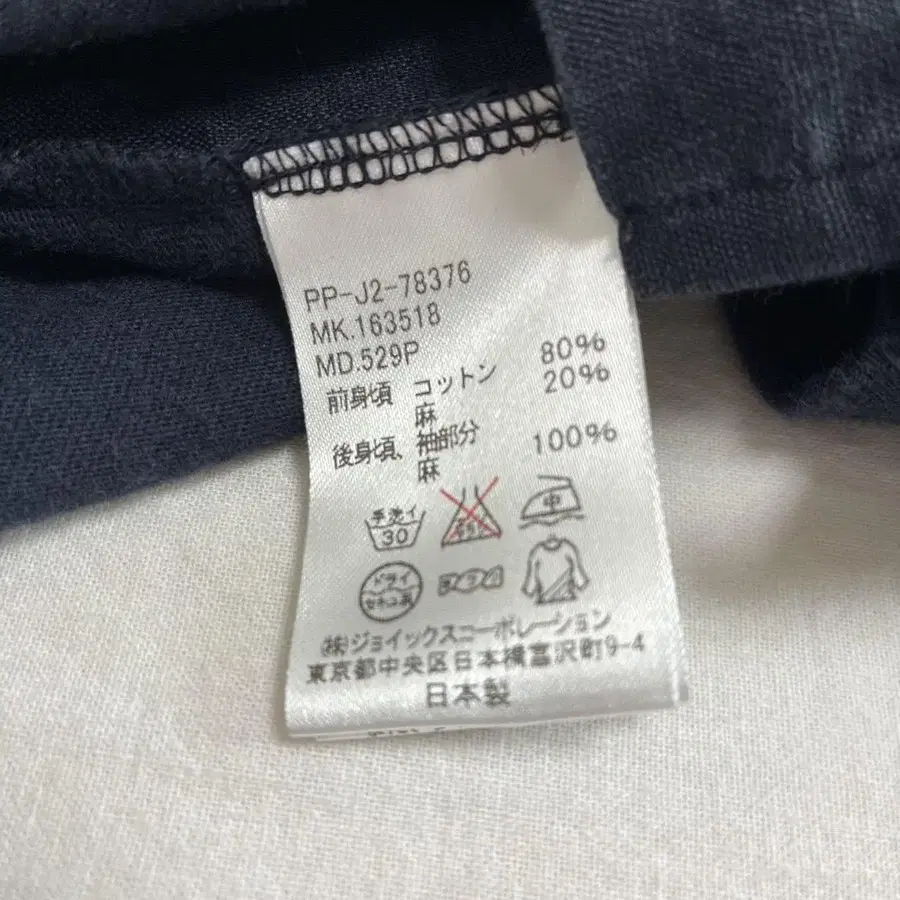 PP-J2-78376
MK.163518
MD.529P
前身頃 コットン 80%
麻 20%
後身頃、袖部分
麻 100%
手洗イ 中
30
ドライ
セキユ系
㈱ジョイックスコーポレーション
東京都中央区日本橋富沢町9-4
日本製